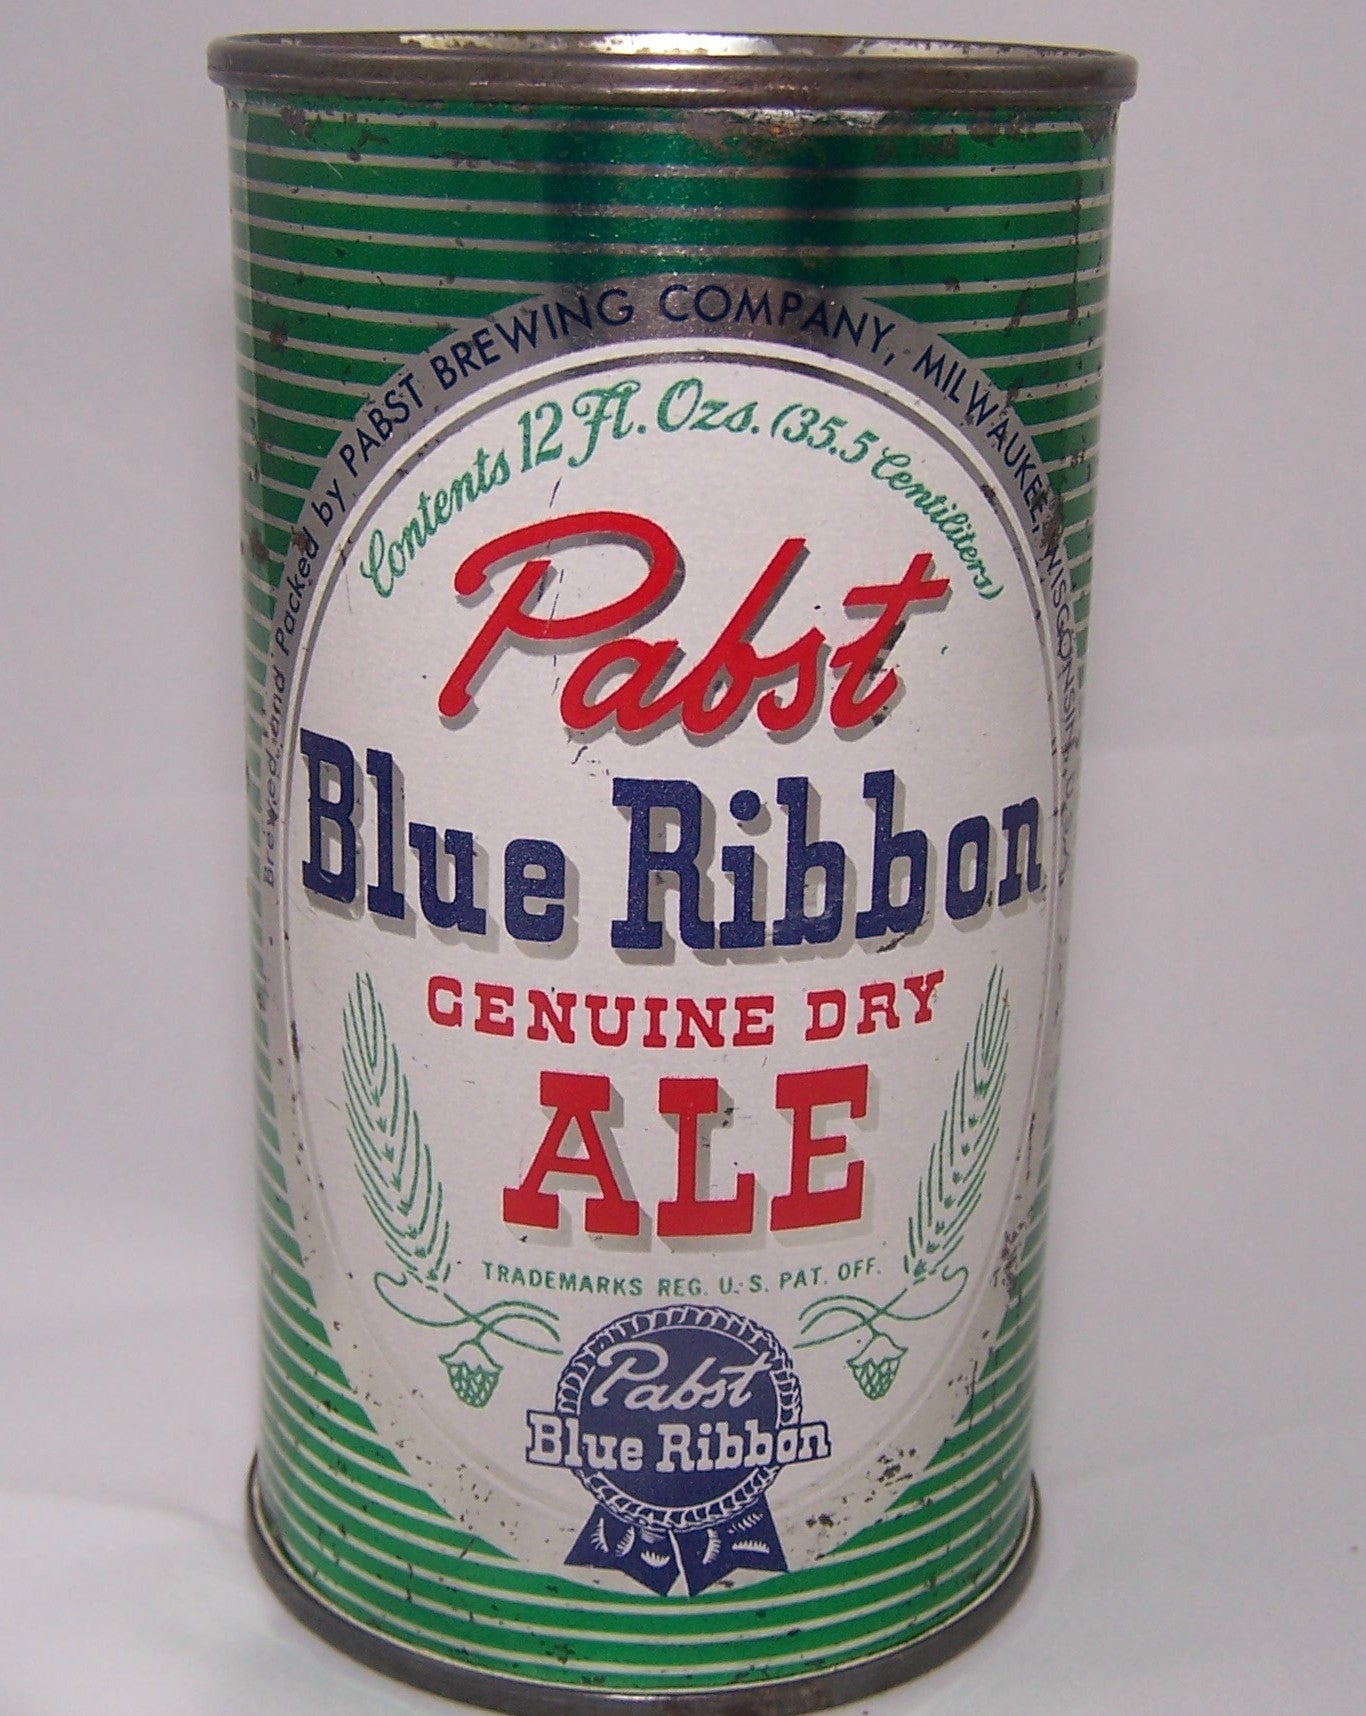 Brewed and Packed by PABST BREWING COMPANY, MILWAUKEE, WISCONSIN,
Contents 12 Fl. Ozs. (35.5 Centiliters)
Pabst
Blue Ribbon
GENUINE DRY
ALE
TRADEMARKS REG. U.S. PAT. OFF.
Pabst
Blue Ribbon